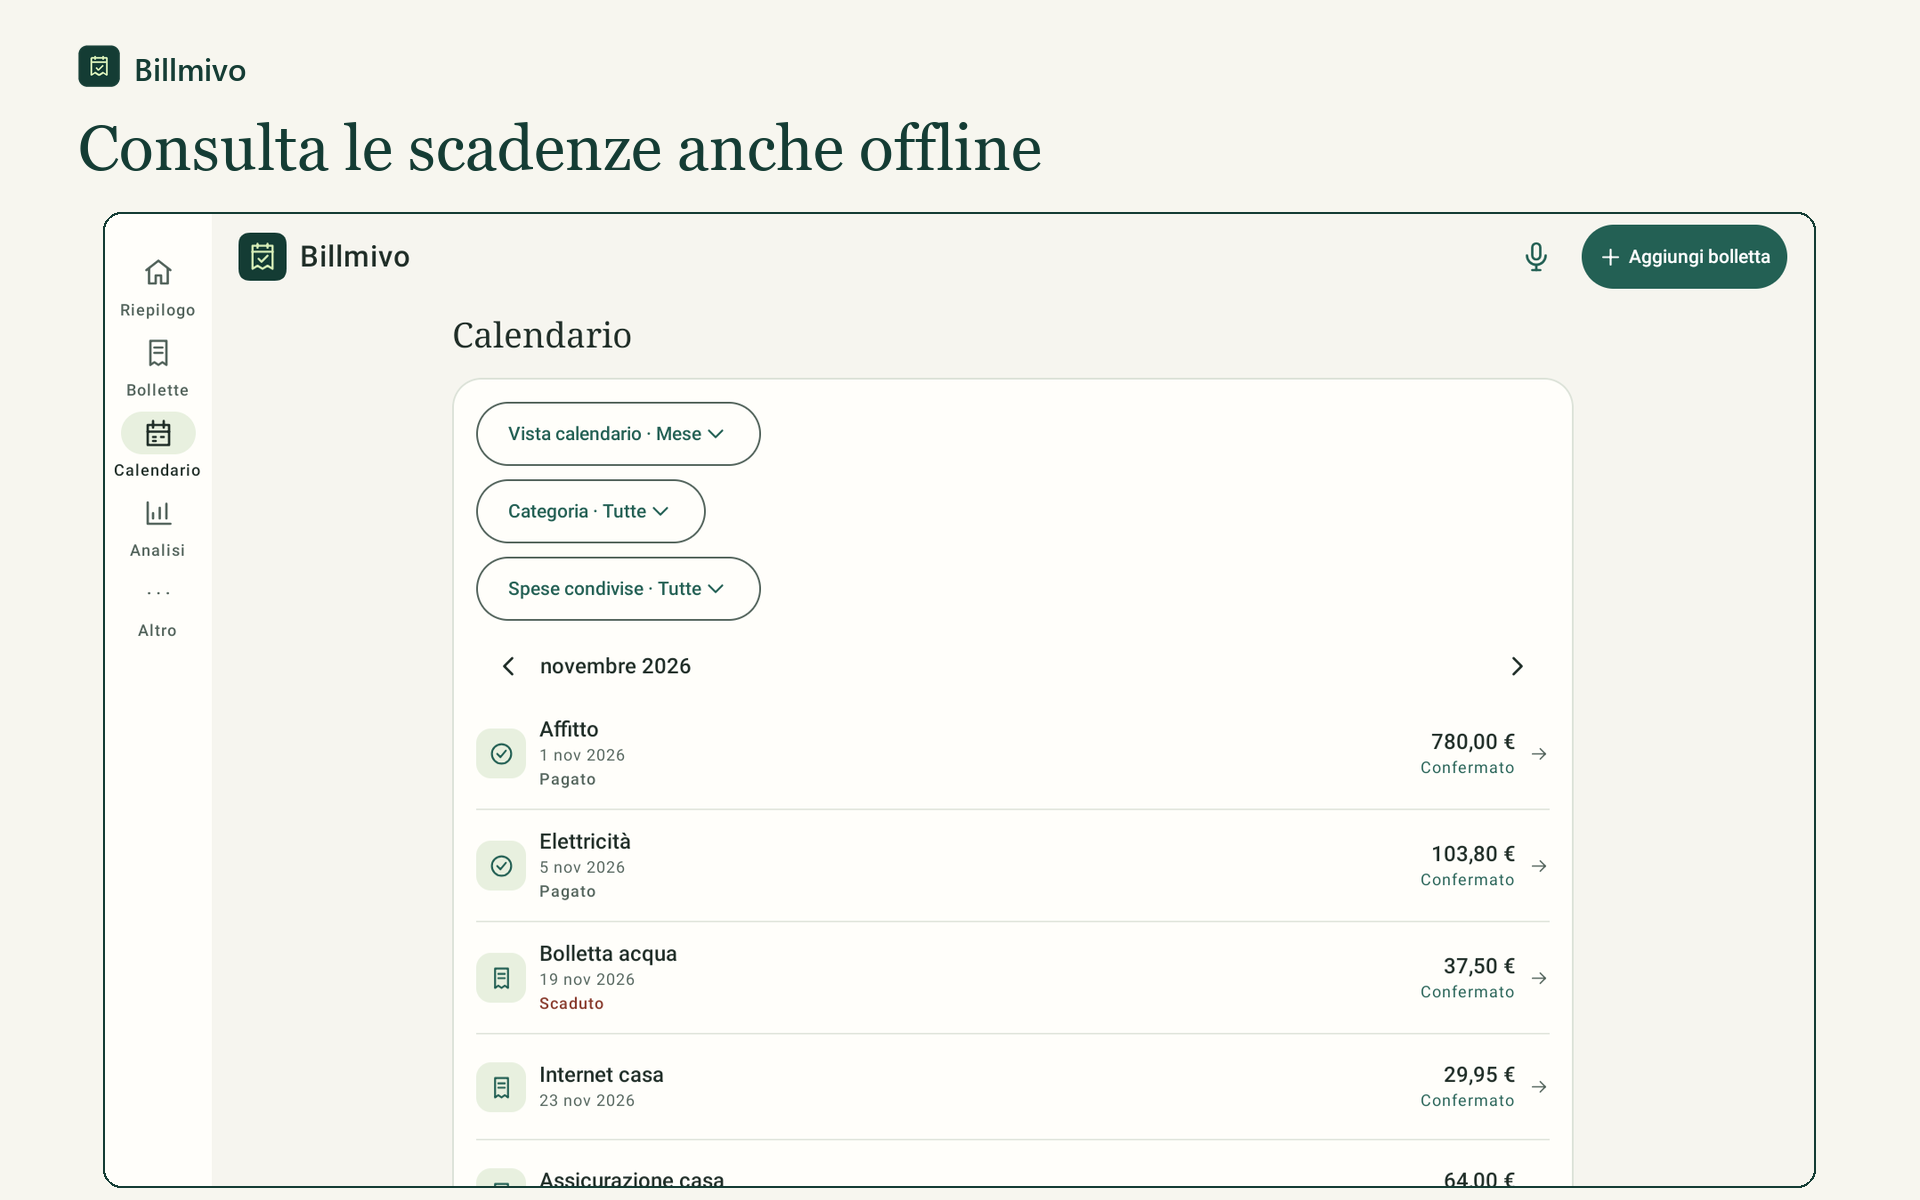 Billmivo
Consulta le scadenze anche offline
Billmivo
Aggiungi bolletta
Riepilogo
Bollette
Calendario
Analisi
Altro
Calendario
Vista calendario · Mese
Categoria · Tutte
Spese condivise · Tutte
novembre 2026
Affitto
1 nov 2026
Pagato
780,00 €
Confermato
Elettricità
5 nov 2026
Pagato
103,80 €
Confermato
Bolletta acqua
19 nov 2026
Scaduto
37,50 €
Confermato
Internet casa
23 nov 2026
29,95 €
Confermato
Assicurazione casa
64,00 €